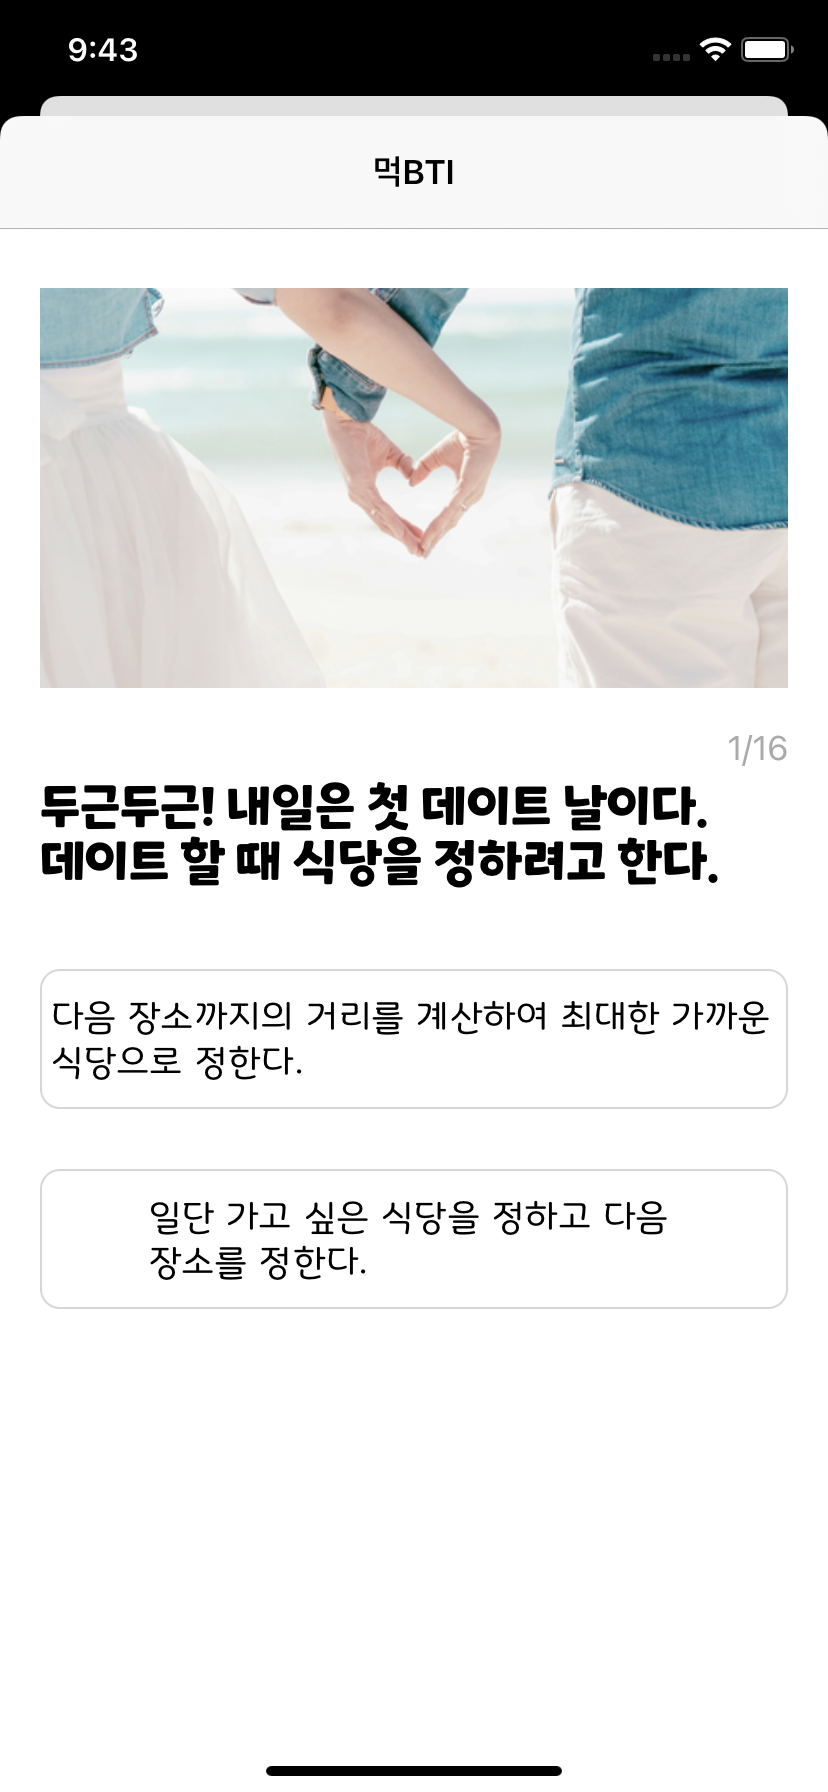 9:43
먹BTI
1/16
두근두근! 내일은 첫 데이트 날이다.
데이트 할 때 식당을 정하려고 한다.
다음 장소까지의 거리를 계산하여 최대한 가까운
식당으로 정한다.
일단 가고 싶은 식당을 정하고 다음
장소를 정한다.